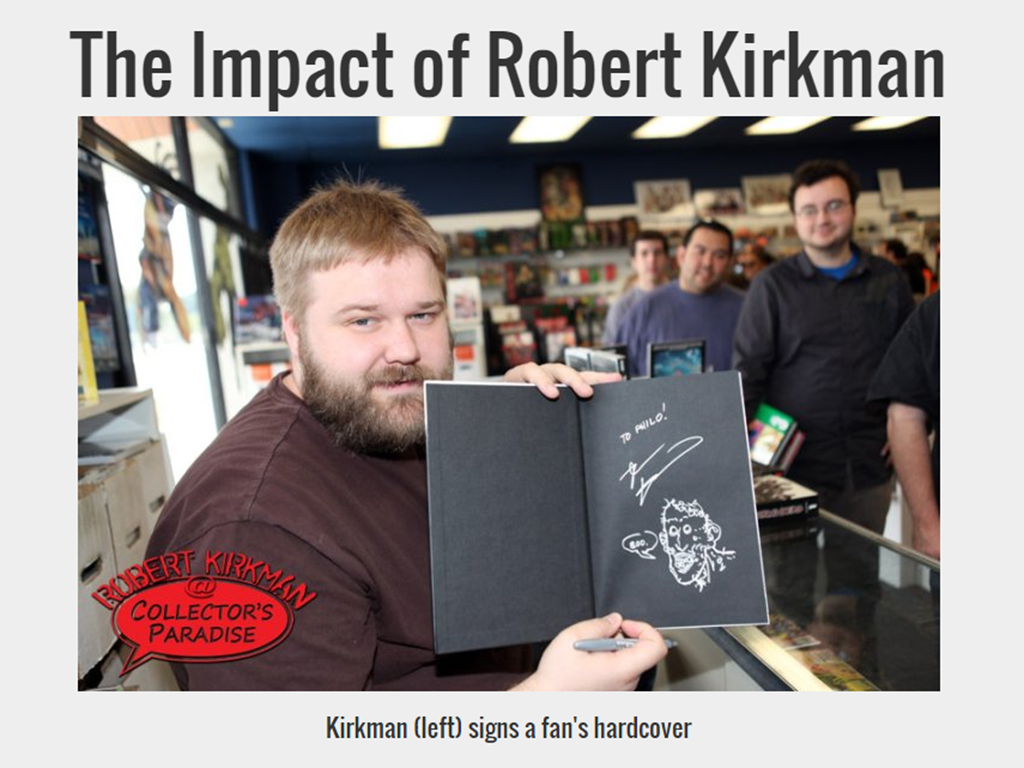 The Impact of Robert Kirkman
TO PHILO!
BOO.
ROBERT KIRKMAN
@
COLLECTOR'S
PARADISE
Kirkman (left) signs a fan's hardcover